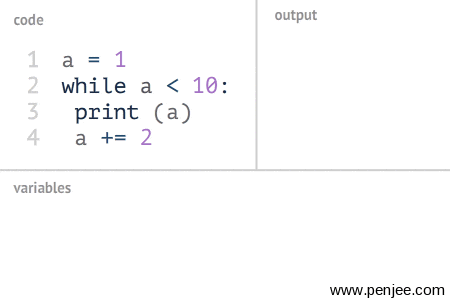 code
1 a = 1
2 while a < 10:
3  print (a)
4  a += 2
output
variables
www.penjee.com